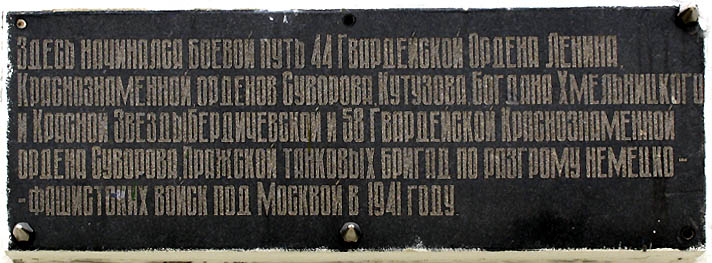 Здесь начинался боевой путь 44 Гвардейской Ордена Ленина,
Краснознаменной, орденов Суворова, Кутузова, Богдана Хмельницкого
и Красной Звезды Бердичевской и 58 Гвардейской Краснознаменной
ордена Суворова, Пражской танковых бригад по разгрому немецко-
-фашистских войск под Москвой в 1941 году